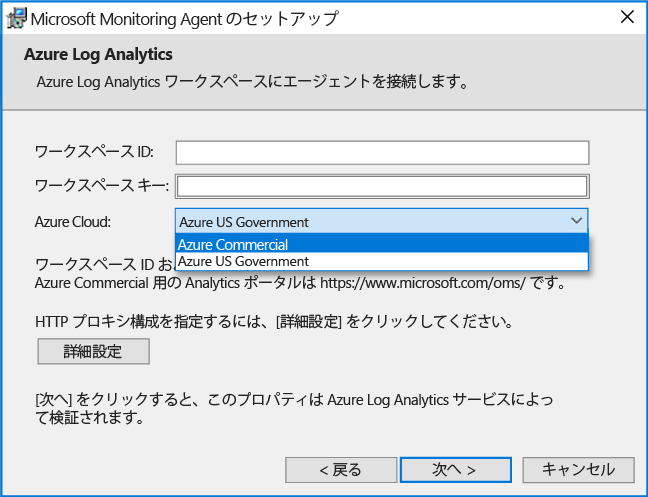 Microsoft Monitoring Agent のセットアップ
Azure Log Analytics
Azure Log Analytics ワークスペースにエージェントを接続します。
ワークスペース ID:
ワークスペース キー:
Azure Cloud:
Azure US Government
Azure Commercial
Azure US Government
ワークスペース ID お
Azure Commercial 用の Analytics ポータルは https://www.microsoft.com/oms/ です。
HTTP プロキシ構成を指定するには、[詳細設定] をクリックしてください。
詳細設定
[次へ] をクリックすると、このプロパティは Azure Log Analytics サービスによっ
て検証されます。
< 戻る
次へ >
キャンセル